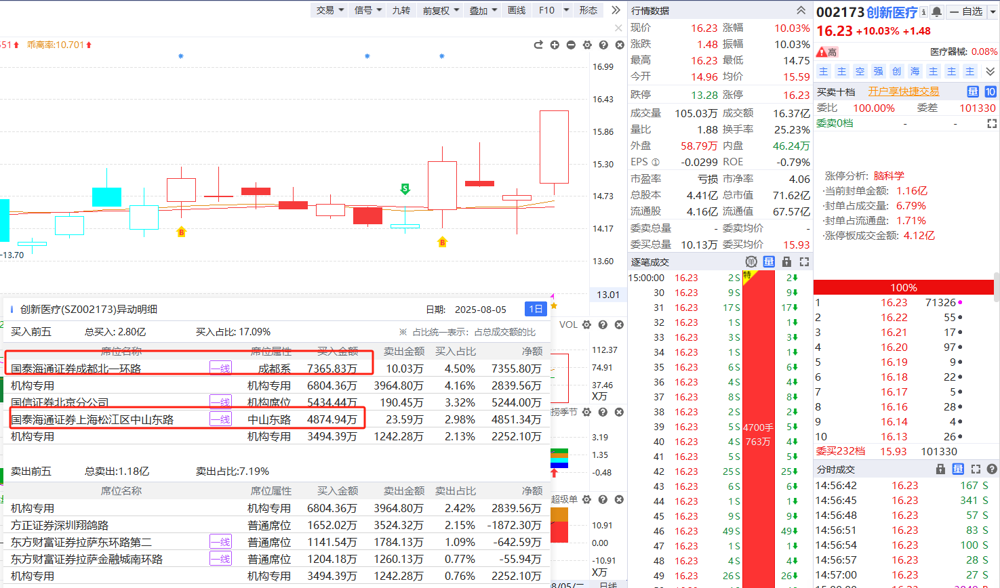 交易 信号 九转 前复权 叠加 画线 F10 形态
551 乖离率:10.701
16.99
16.43
15.86
15.30
14.73
14.17
13.60
13.01
S
B
B
13.70
VOL
112.37
74.91
37.46
X万
捞季节
3.19
1.35
-0.48
超级单
10.91
0.00
-10.91
X万
08/05/二 日线
创新医疗(SZ002173)异动明细 日期: 2025-08-05 1日
买入前五 总买入: 2.80亿 买入占比: 17.09% ※ 占比统一表示：占总成交额的比
席位名称 席位属性 买入金额 卖出金额 买入占比 净额
国泰海通证券成都北一环路 一线 成都系 7365.83万 10.03万 4.50% 7355.80万
机构专用 机构专用 6804.36万 3964.80万 4.16% 2839.56万
国信证券北京分公司 一线 机构席位 5434.44万 190.45万 3.32% 5244.00万
国泰海通证券上海松江区中山东路 一线 中山东路 4874.94万 23.59万 2.98% 4851.34万
机构专用 机构专用 3494.39万 1242.28万 2.13% 2252.10万
卖出前五 总卖出:1.18亿 卖出占比:7.19%
席位名称 席位属性 买入金额 卖出金额 卖出占比 净额
机构专用 机构专用 6804.36万 3964.80万 2.42% 2839.56万
方正证券深圳翔鸽路 普通席位 1652.02万 3524.32万 2.15% -1872.30万
东方财富证券拉萨东环路第二 一线 普通席位 1141.54万 1784.13万 1.09% -642.59万
东方财富证券拉萨金融城南环路 一线 普通席位 1204.18万 1260.13万 0.77% -55.94万
机构专用 机构专用 3494.39万 1242.28万 0.76% 2252.10万
行情数据
现价 16.23 涨幅 10.03%
涨跌 1.48 振幅 10.03%
最高 16.23 最低 14.75
今开 14.96 均价 15.59
跌停 13.28 涨停 16.23
成交量 105.03万 成交额 16.37亿
量比 1.88 换手率 25.23%
外盘 58.79万 内盘 46.24万
EPS ① -0.0299 ROE -0.79%
市盈率 亏损 市净率 4.06
总股本 4.41亿 总市值 71.62亿
流通股 4.16亿 流通值 67.57亿
委卖总量 - 委卖均价 -
委买总量 10.13万 委买均价 15.93
逐笔成交 单 量
15:00:00 16.23 2 S 特 2
30 16.23 9 S 9
31 16.23 17 S 17
32 16.23 1 S 1
33 16.23 3 S 3
34 16.23 1 S 1
35 16.23 6 S 6
36 16.23 4 S 4
37 16.23 8 S 8
38 16.23 2 S 2
39 16.23 5 S 4700手 5
40 16.23 4 S 763万 4
41 16.23 5 S 5
42 16.23 25 S 25
43 16.23 6 S 6
44 16.23 1 S 1
45 16.23 9 S 9
46 16.23 49 S 49
47 16.23 1 S 1
48 16.23 4 S 4
49 16.23 26 S 26
002173 创新医疗 自选
16.23 +10.03% +1.48
高 医疗器械: 0.08%
主 主 空 强 创 海 主 主 主
买卖十档 开户享快捷交易 量 10
委比 100.00% 委差 101330
委卖0档 - -
涨停分析: 脑科学
·当前封单金额: 1.16亿
·封单占成交量: 6.79%
·封单占流通盘: 1.71%
·涨停板成交金额: 4.12亿
100%
1 16.23 71326
2 16.22 55
3 16.21 17
4 16.20 97
5 16.19 9
6 16.18 22
7 16.17 5
8 16.16 28
9 16.14 4
10 16.13 26
委买232档 15.93 101330
分时成交 量
14:56:42 16.23 167 S
14:56:45 16.23 341 S
14:56:48 16.23 57 S
14:56:51 16.23 83 S
14:56:54 16.23 100 S
14:56:57 16.23 28 S
14:57:00 16.23 27 S